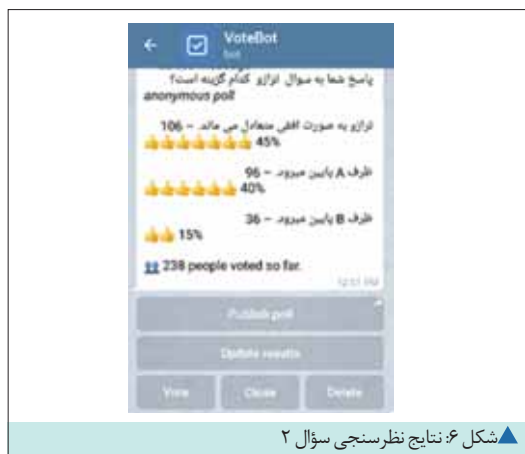 VoteBot
bot
پاسخ شما به سوال ترازو کدام گزینه است؟
anonymous poll
ترازو به صورت افقی متعادل می ماند. – 106
👍👍👍👍👍👍👍 45%
ظرف A پایین میرود. – 96
👍👍👍👍👍👍 40%
ظرف B پایین میرود. – 36
👍👍 15%
👥 238 people voted so far.
Publish poll
Update results
Vote
Close
Delete
▲شکل ۶: نتایج نظرسنجی سؤال ۲